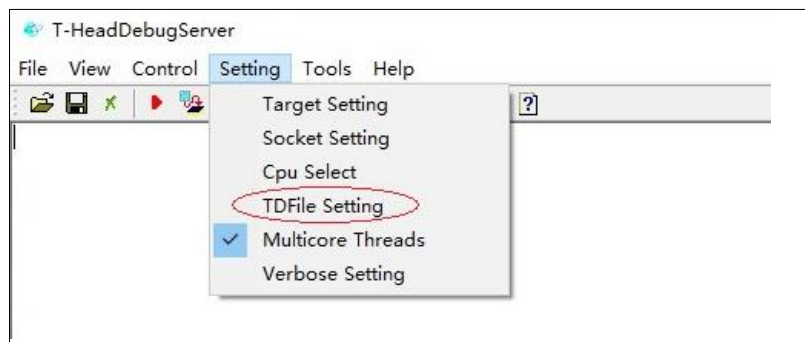 T-HeadDebugServer
File View Control Setting Tools Help
Target Setting
Socket Setting
Cpu Select
TDFile Setting
Multicore Threads
Verbose Setting